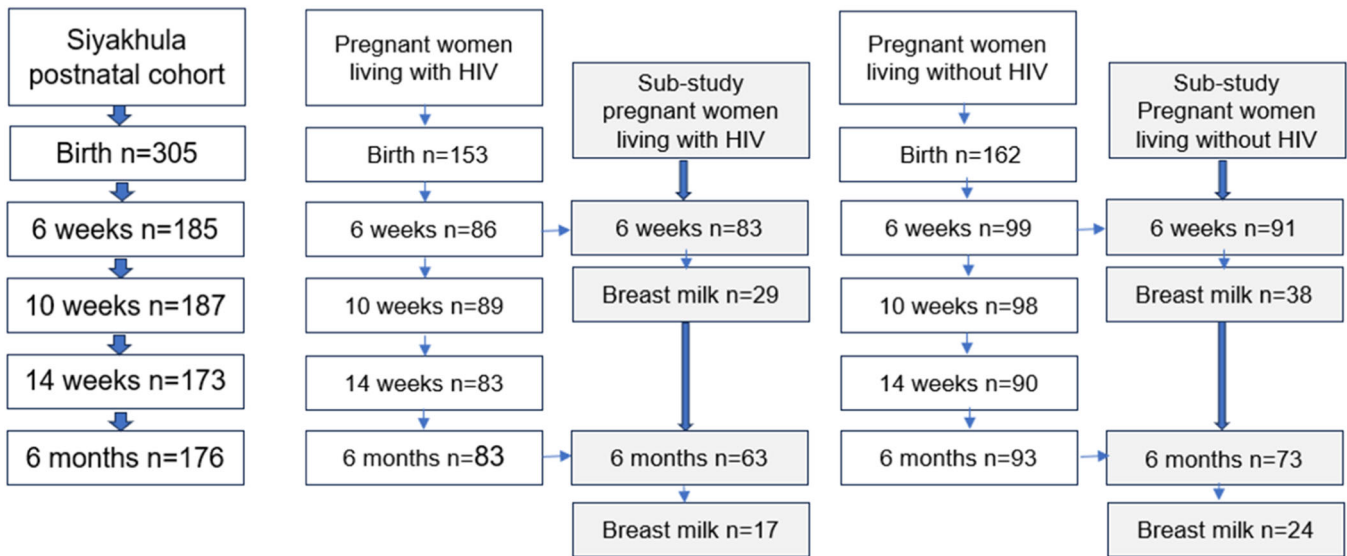 Siyakhula
postnatal cohort
Birth n=305
6 weeks n=185
10 weeks n=187
14 weeks n=173
6 months n=176
Pregnant women
living with HIV
Birth n=153
6 weeks n=86
10 weeks n=89
14 weeks n=83
6 months n=83
Sub-study
pregnant women
living with HIV
6 weeks n=83
Breast milk n=29
6 months n=63
Breast milk n=17
Pregnant women
living without HIV
Birth n=162
6 weeks n=99
10 weeks n=98
14 weeks n=90
6 months n=93
Sub-study
Pregnant women
living without HIV
6 weeks n=91
Breast milk n=38
6 months n=73
Breast milk n=24